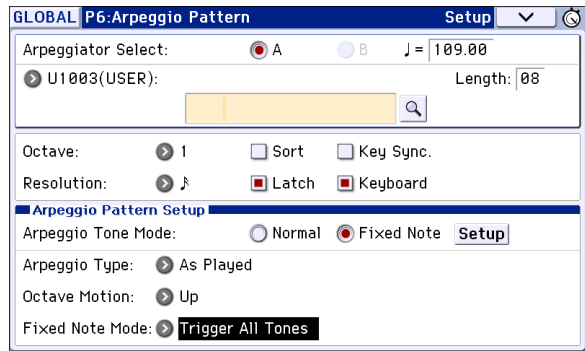 GLOBAL P6:Arpeggio Pattern Setup
Arpeggiator Select: A B ♩= 109.00
U1003(USER): Length: 08
Octave: 1 Sort Key Sync.
Resolution: ♪ Latch Keyboard
Arpeggio Pattern Setup
Arpeggio Tone Mode: Normal Fixed Note Setup
Arpeggio Type: As Played
Octave Motion: Up
Fixed Note Mode: Trigger All Tones